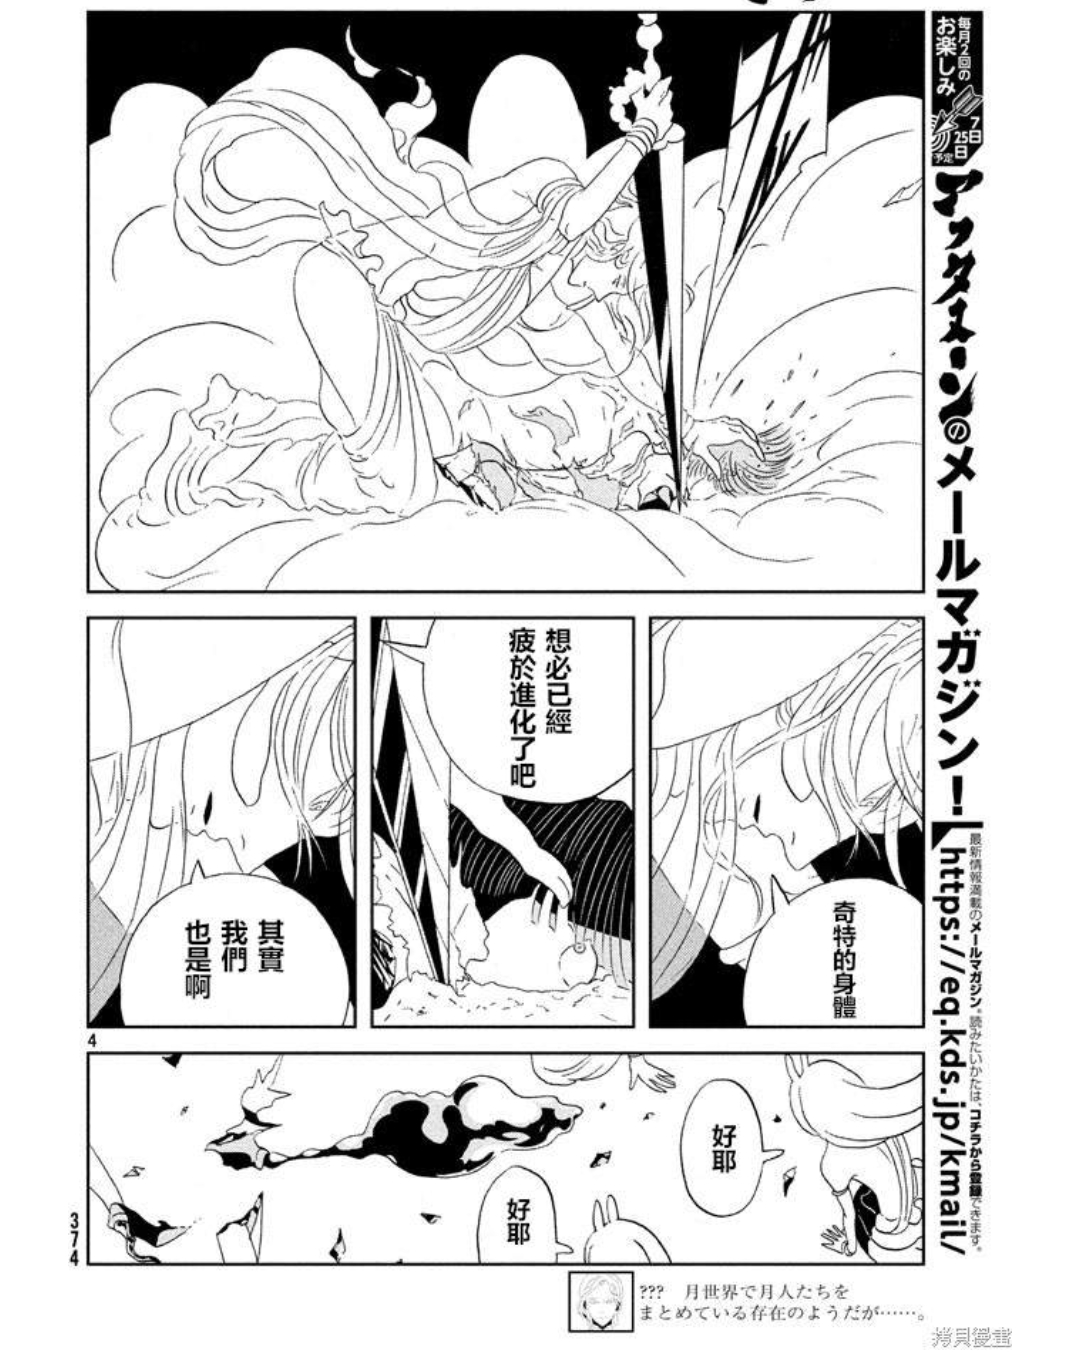 毎月2回の
お楽しみ
7月
25日
予定
アフタヌーンのメールマガジン!
最新情報満載のメールマガジン。読みたいかたは、コチラから登録できます。
https://eq.kds.jp/kmail/
奇特的身體
想必已經
疲於進化了吧
其實
我們
也是啊
4
好耶
好耶
374
??? 月世界で月人たちを
まとめている存在のようだが……。
拷貝漫畫